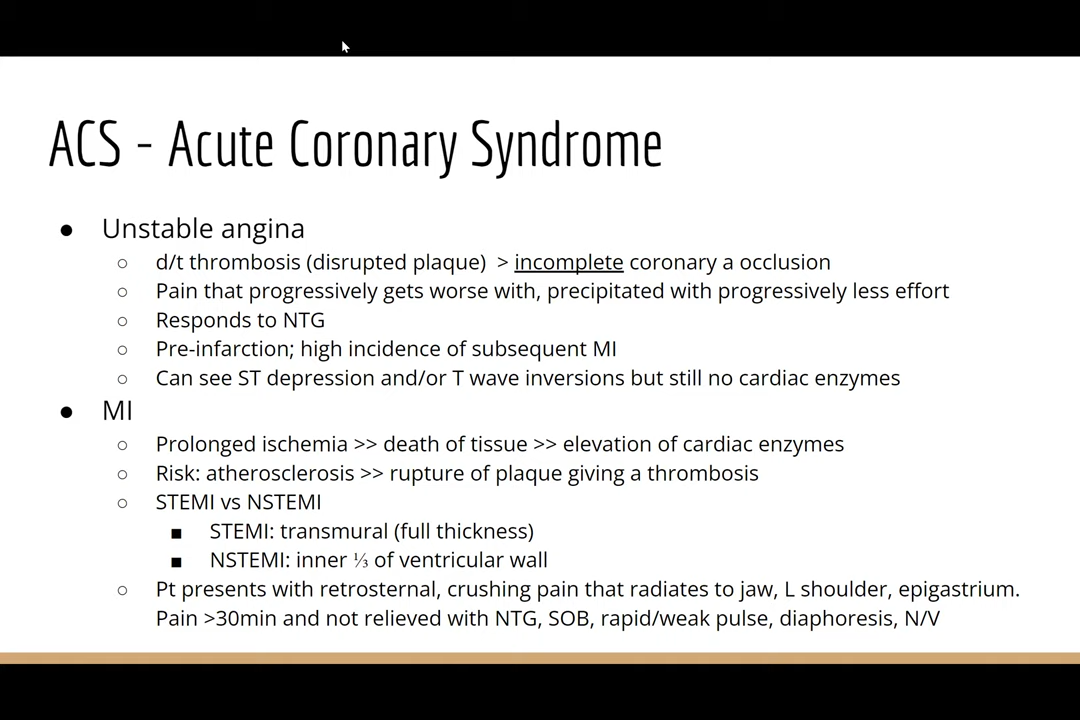 ACS - Acute Coronary Syndrome
● Unstable angina
○ d/t thrombosis (disrupted plaque) > incomplete coronary a occlusion
○ Pain that progressively gets worse with, precipitated with progressively less effort
○ Responds to NTG
○ Pre-infarction; high incidence of subsequent MI
○ Can see ST depression and/or T wave inversions but still no cardiac enzymes
● MI
○ Prolonged ischemia >> death of tissue >> elevation of cardiac enzymes
○ Risk: atherosclerosis >> rupture of plaque giving a thrombosis
○ STEMI vs NSTEMI
■ STEMI: transmural (full thickness)
■ NSTEMI: inner ⅓ of ventricular wall
○ Pt presents with retrosternal, crushing pain that radiates to jaw, L shoulder, epigastrium.
Pain >30min and not relieved with NTG, SOB, rapid/weak pulse, diaphoresis, N/V